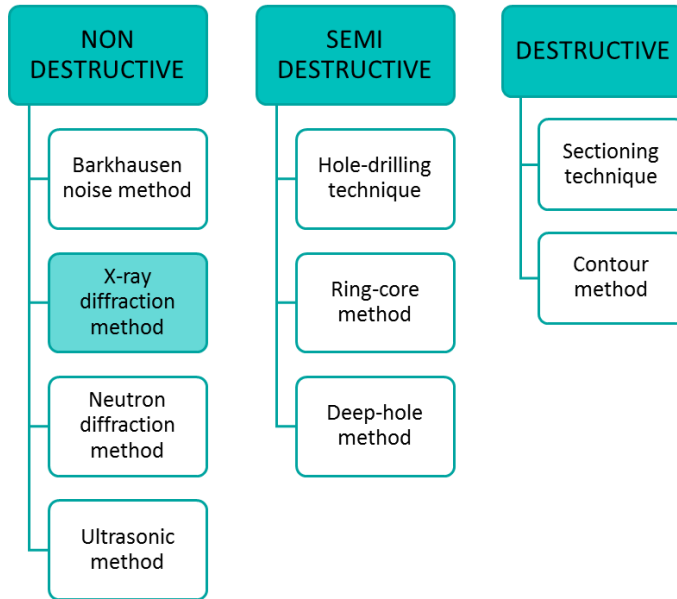 NON
DESTRUCTIVE
Barkhausen
noise method
X-ray
diffraction
method
Neutron
diffraction
method
Ultrasonic
method
SEMI
DESTRUCTIVE
Hole-drilling
technique
Ring-core
method
Deep-hole
method
DESTRUCTIVE
Sectioning
technique
Contour
method